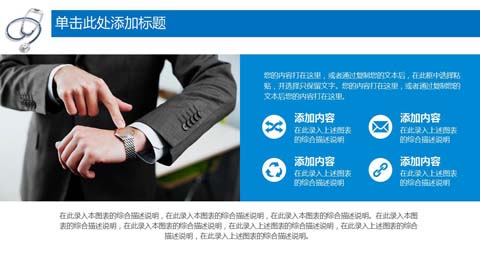 单击此处添加标题
您的内容打在这里，或者通过复制您的文本后，在此框中选择粘
贴，并选择只保留文字。您的内容打在这里，或者通过复制您的
文本后您的内容打在这里。
添加内容
在此录入上述图表
的综合描述说明
添加内容
在此录入上述图表
的综合描述说明
添加内容
在此录入上述图表
的综合描述说明
添加内容
在此录入上述图表
的综合描述说明
在此录入本图表的综合描述说明，在此录入本图表的综合描述说明，在此录入本图表的综合描述说明。在此录入本图
表的综合描述说明，在此录入本图表的综合描述说明，在此录入上述图表的综合描述说明，在此录入上述图表的综合
描述说明，在此录入上述图表的综合描述说明。